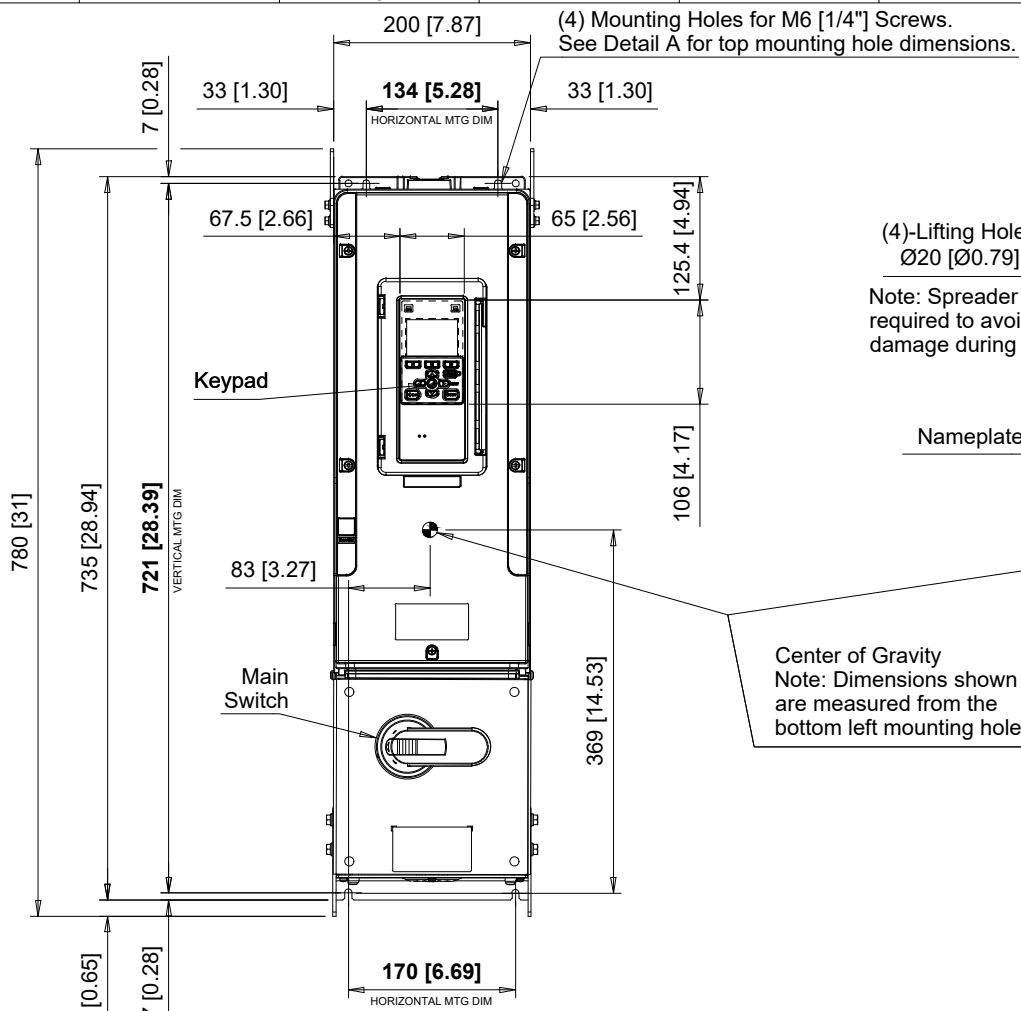 200 [7.87]
(4) Mounting Holes for M6 [1/4"] Screws.
See Detail A for top mounting hole dimensions.
7 [0.28]
33 [1.30]
134 [5.28]
HORIZONTAL MTG DIM
33 [1.30]
67.5 [2.66]
65 [2.56]
125.4 [4.94]
(4)-Lifting Hole
Ø20 [Ø0.79]
Note: Spreader
required to avoi
damage during
Keypad
106 [4.17]
Nameplate
780 [31]
735 [28.94]
721 [28.39]
VERTICAL MTG DIM
83 [3.27]
369 [14.53]
Center of Gravity
Note: Dimensions shown
are measured from the
bottom left mounting hole
Main
Switch
[0.65]
7 [0.28]
170 [6.69]
HORIZONTAL MTG DIM